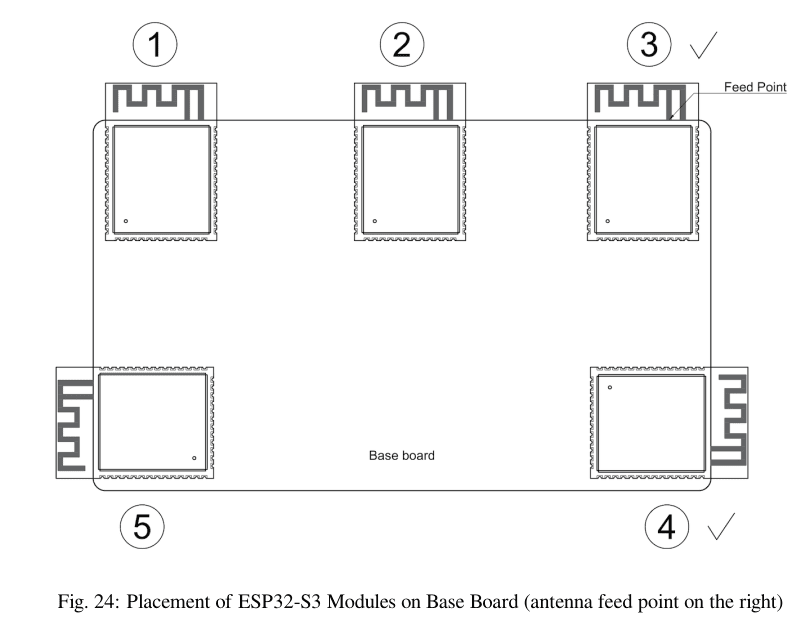 1
2
3
Feed Point
Base board
5
4
Fig. 24: Placement of ESP32-S3 Modules on Base Board (antenna feed point on the right)